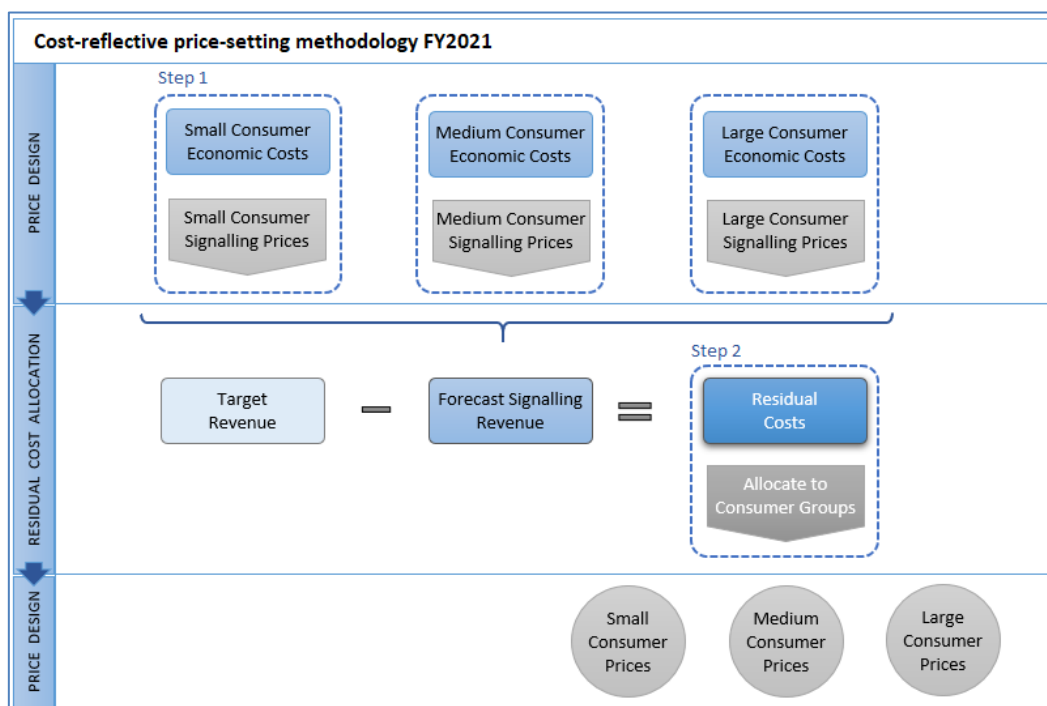 Cost-reflective price-setting methodology FY2021
PRICE DESIGN
Step 1
Small Consumer
Economic Costs
Medium Consumer
Economic Costs
Large Consumer
Economic Costs
Small Consumer
Signalling Prices
Medium Consumer
Signalling Prices
Large Consumer
Signalling Prices
RESIDUAL COST ALLOCATION
Step 2
Target
Revenue
Forecast Signalling
Revenue
Residual
Costs
Allocate to
Consumer Groups
PRICE DESIGN
Small
Consumer
Prices
Medium
Consumer
Prices
Large
Consumer
Prices